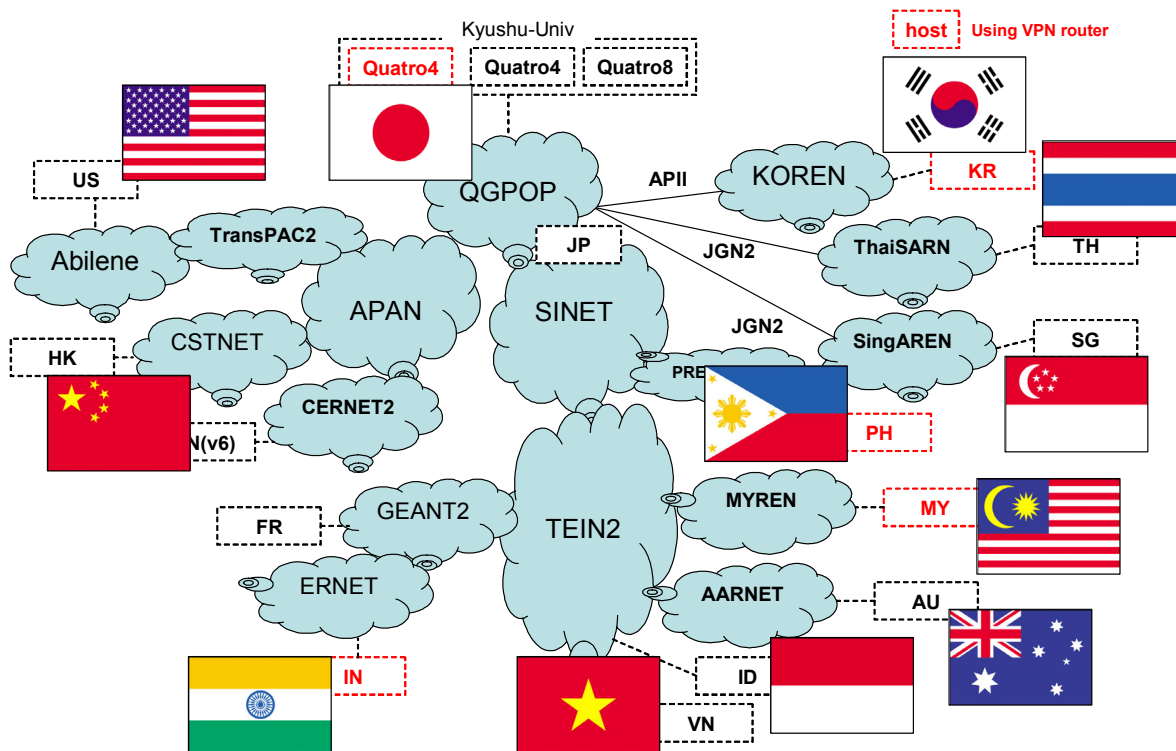 Kyushu-Univ
host Using VPN router
Quatro4 Quatro4 Quatro8
US
QGPOP
APII
KOREN
KR
TransPAC2
Abilene
JP
JGN2
ThaiSARN
TH
APAN
SINET
CSTNET
HK
JGN2
SingAREN
SG
PRE
CERNET2
N(v6)
PH
GEANT2
FR
TEIN2
MYREN
MY
ERNET
AARNET
AU
IN
ID
VN